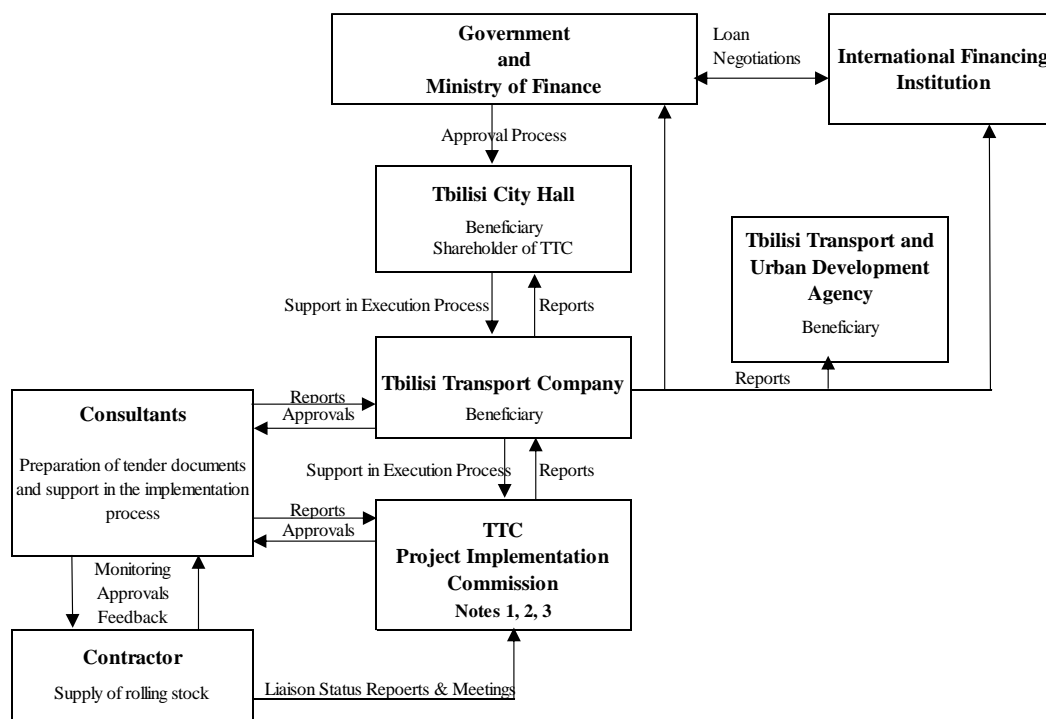 Government
and
Ministry of Finance
Loan
Negotiations
International Financing
Institution
Approval Process
Tbilisi City Hall
Beneficiary
Shareholder of TTC
Tbilisi Transport and
Urban Development
Agency
Beneficiary
Support in Execution Process
Reports
Tbilisi Transport Company
Beneficiary
Reports
Consultants
Preparation of tender documents
and support in the implementation
process
Reports
Approvals
Support in Execution Process
Reports
Reports
Approvals
TTC
Project Implementation
Commission
Notes 1, 2, 3
Monitoring
Approvals
Feedback
Contractor
Supply of rolling stock
Liaison Status Repoerts & Meetings